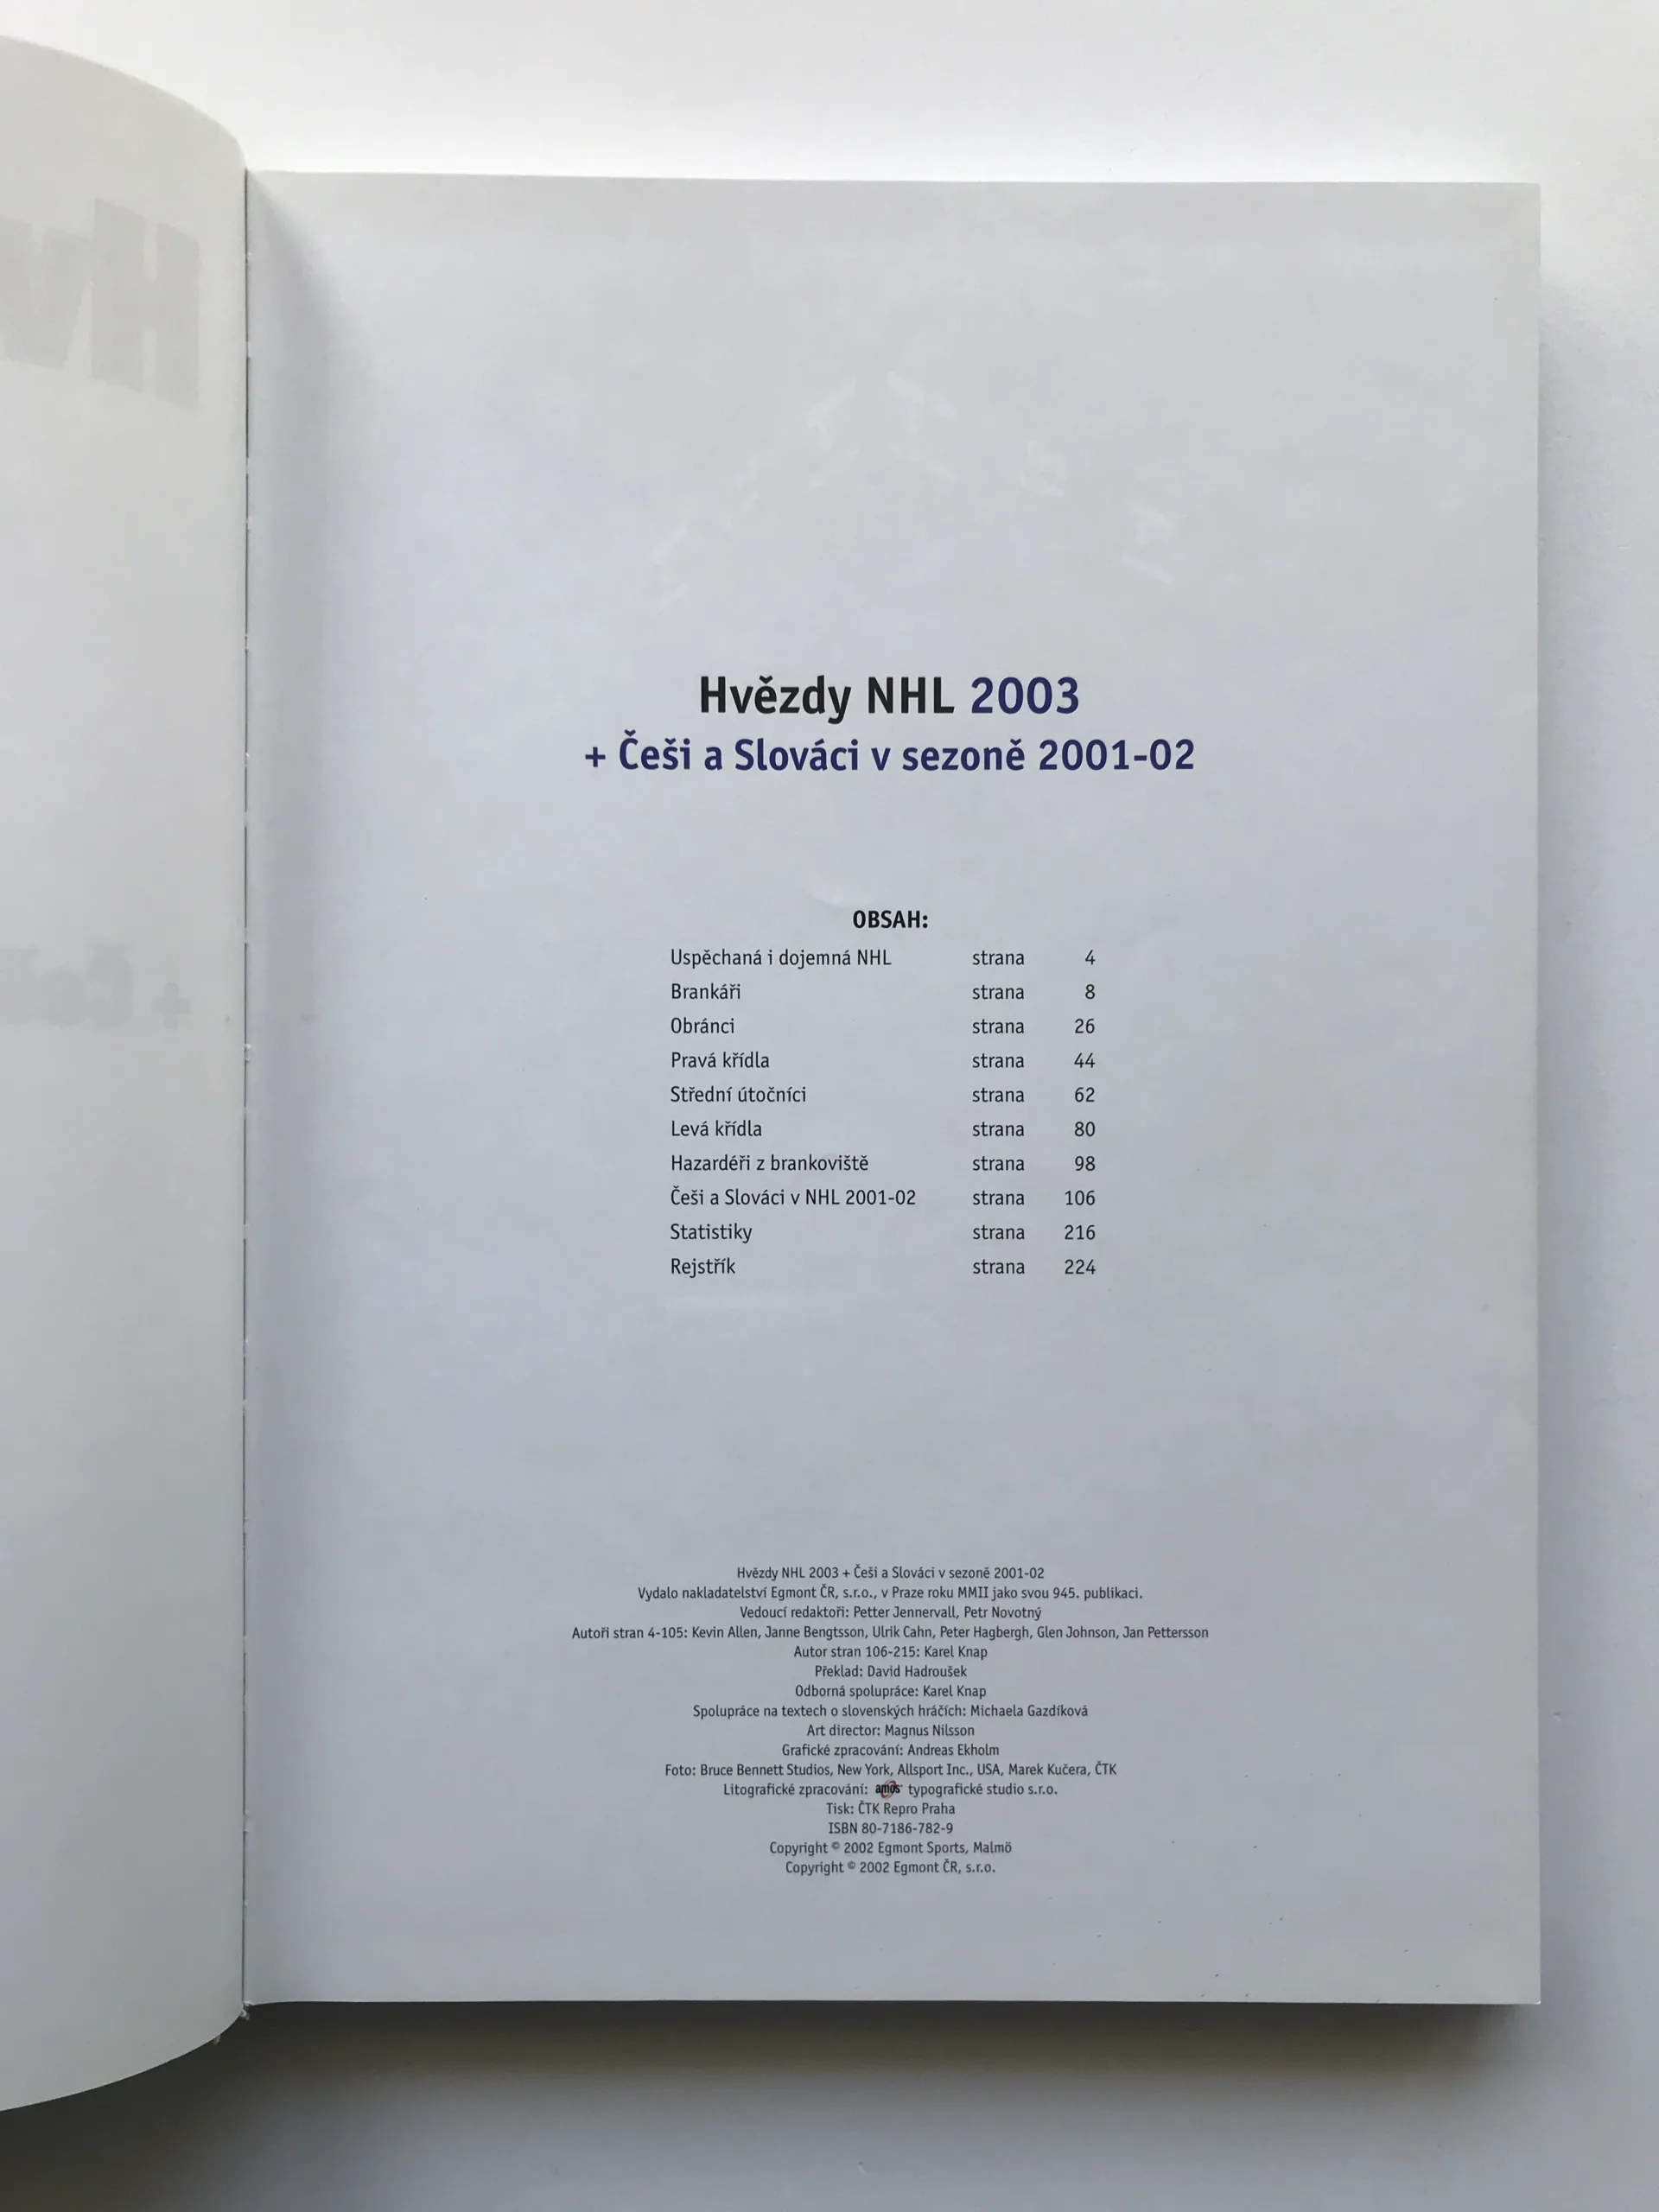 Hvězdy NHL 2003
+ Češi a Slováci v sezoně 2001-02
OBSAH:
Uspěchaná i dojemná NHL strana 4
Brankáři strana 8
Obránci strana 26
Pravá křídla strana 44
Střední útočníci strana 62
Levá křídla strana 80
Hazardéři z brankoviště strana 98
Češi a Slováci v NHL 2001-02 strana 106
Statistiky strana 216
Rejstřík strana 224
Hvězdy NHL 2003 + Češi a Slováci v sezoně 2001-02
Vydalo nakladatelství Egmont ČR, s.r.o., v Praze roku MMII jako svou 945. publikaci.
Vedoucí redaktoři: Petter Jennervall, Petr Novotný
Autoři stran 4-105: Kevin Allen, Janne Bengtsson, Ulrik Cahn, Peter Hagbergh, Glen Johnson, Jan Pettersson
Autor stran 106-215: Karel Knap
Překlad: David Hadroušek
Odborná spolupráce: Karel Knap
Spolupráce na textech o slovenských hráčích: Michaela Gazdíková
Art director: Magnus Nilsson
Grafické zpracování: Andreas Ekholm
Foto: Bruce Bennett Studios, New York, Allsport Inc., USA, Marek Kučera, ČTK
Litografické zpracování: amos typografické studio s.r.o.
Tisk: ČTK Repro Praha
ISBN 80-7186-782-9
Copyright © 2002 Egmont Sports, Malmö
Copyright © 2002 Egmont ČR, s.r.o.